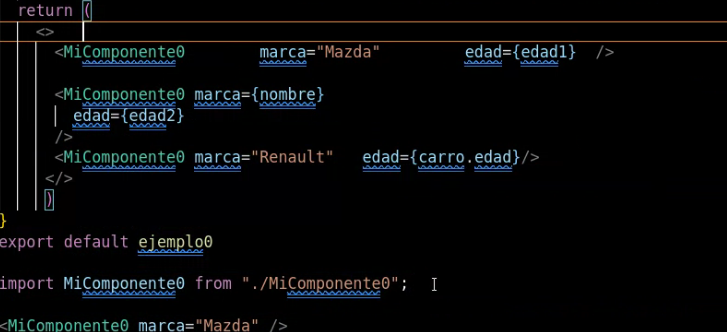 return (
<>
<MiComponente0 marca="Mazda" edad={edad1} />
<MiComponente0 marca={nombre}
edad={edad2}
/>
<MiComponente0 marca="Renault" edad={carro.edad}/>
</>
)
}
export default ejemplo0
import MiComponente0 from "./MiComponente0";
<MiComponente0 marca="Mazda" />